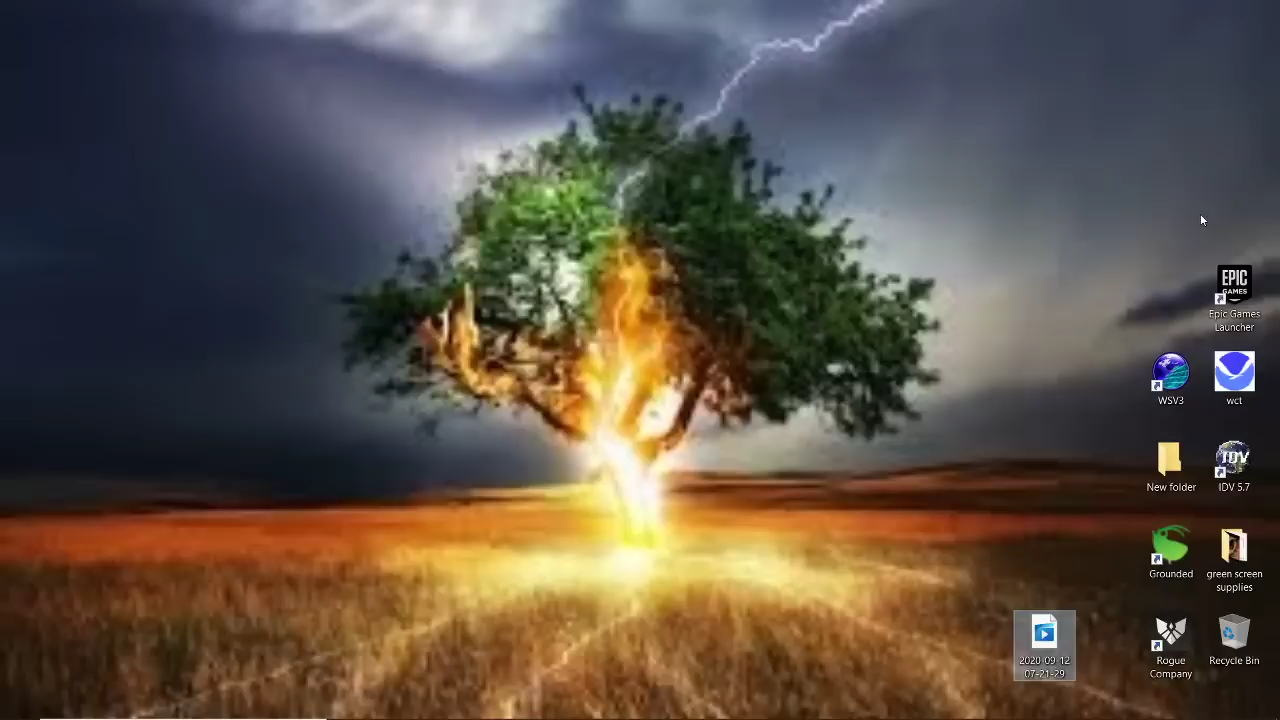 EPIC
GAMES
Epic Games
Launcher
WSV3
wct
New folder
IDV
IDV 5.7
Grounded
green screen
supplies
2020-09-12
07-21-29
Rogue
Company
Recycle Bin